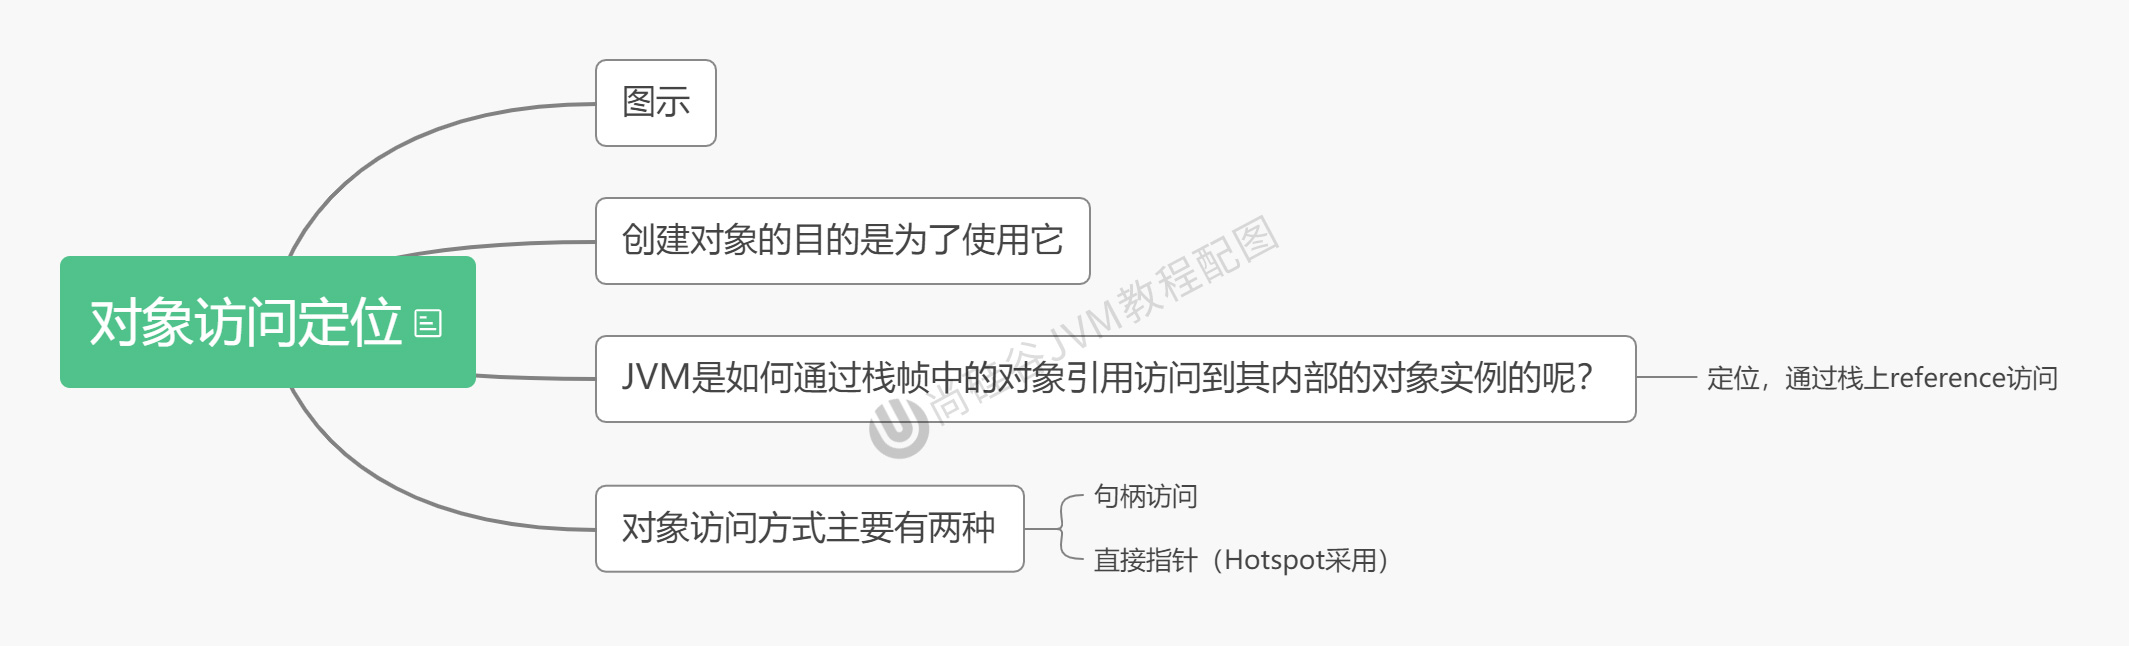 图示
创建对象的目的是为了使用它
对象访问定位
JVM是如何通过栈帧中的对象引用访问到其内部的对象实例的呢？
定位，通过栈上reference访问
对象访问方式主要有两种
句柄访问
直接指针（Hotspot采用）
尚硅谷JVM教程配图